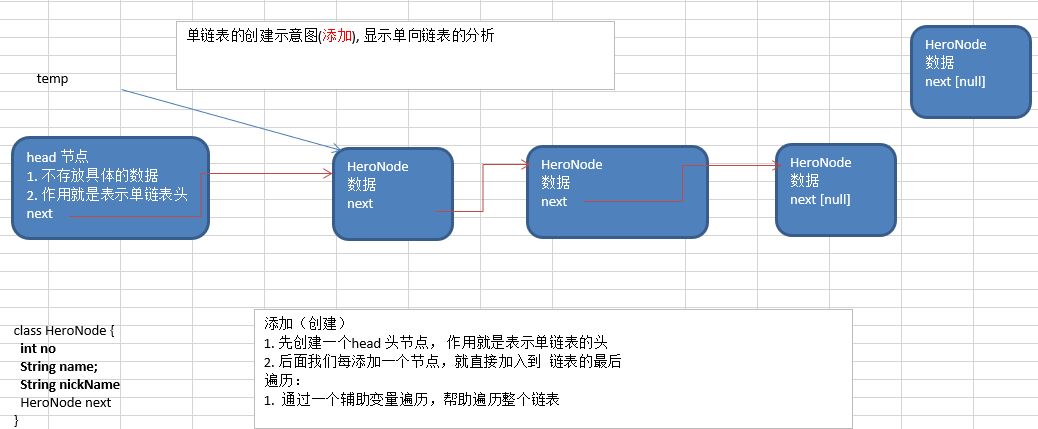 单链表的创建示意图(添加), 显示单向链表的分析
HeroNode
数据
next [null]
temp
head 节点
1. 不存放具体的数据
2. 作用就是表示单链表头
next
HeroNode
数据
next
HeroNode
数据
next
HeroNode
数据
next [null]
class HeroNode {
int no
String name;
String nickName
HeroNode next
}
添加（创建）
1. 先创建一个head 头节点， 作用就是表示单链表的头
2. 后面我们每添加一个节点，就直接加入到 链表的最后
遍历：
1. 通过一个辅助变量遍历，帮助遍历整个链表